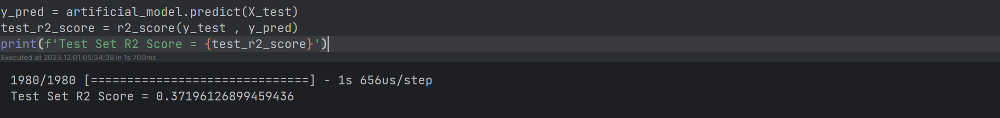 y_pred = artificial_model.predict(X_test)
test_r2_score = r2_score(y_test , y_pred)
print(f'Test Set R2 Score = {test_r2_score}')
Executed at 2023.12.01 05:34:38 in 1s 700ms
1980/1980 [==============================] - 1s 656us/step
Test Set R2 Score = 0.37196126899459436